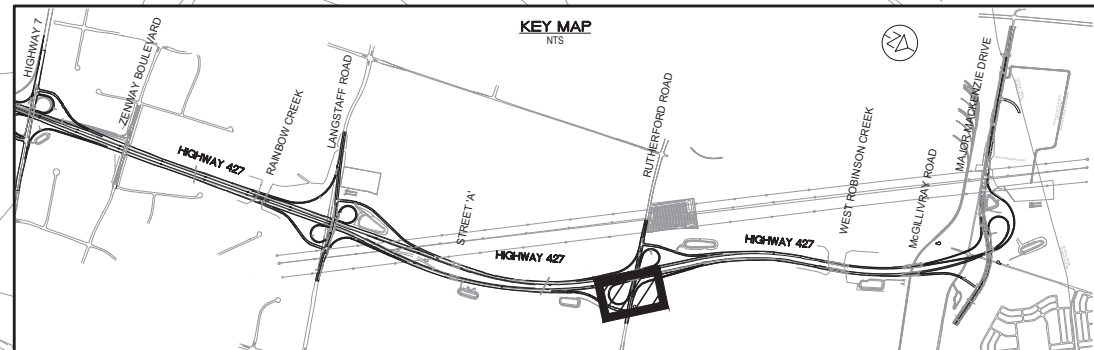 KEY MAP
NTS
HIGHWAY 7
ZENWAY BOULEVARD
HIGHWAY 427
RAINBOW CREEK
LANGSTAFF ROAD
STREET 'A'
HIGHWAY 427
RUTHERFORD ROAD
HIGHWAY 427
WEST ROBINSON CREEK
McGILLIVRAY ROAD
MAJOR MACKENZIE DRIVE